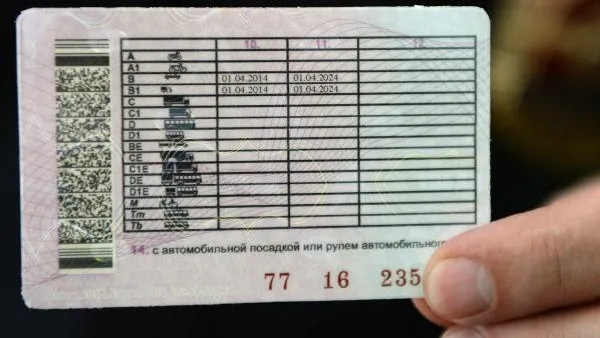 10. 11. 12.
A
A1
B 01.04.2014 01.04.2024
B1 01.04.2014 01.04.2024
C
C1
D
D1
BE
CE
C1E
DE
D1E
M
Tm
Tb
14. с автомобильной посадкой или рулем автомобильного
77 16 235